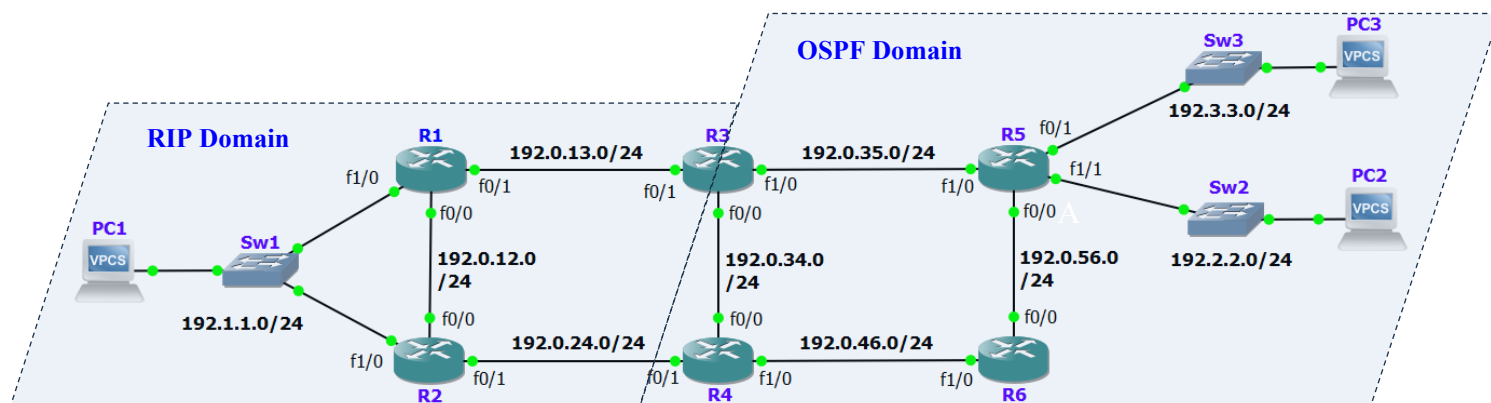 OSPF Domain
RIP Domain
PC3
VPCS
Sw3
192.3.3.0/24
R1
R3
R5
f0/1
192.0.13.0/24
192.0.35.0/24
f1/0
f0/1
f0/1
f1/0
f1/0
f1/1
PC2
VPCS
Sw2
192.2.2.0/24
f0/0
f0/0
f0/0
A
PC1
VPCS
Sw1
192.1.1.0/24
192.0.12.0
/24
192.0.34.0
/24
192.0.56.0
/24
f0/0
f0/0
f0/0
192.0.24.0/24
192.0.46.0/24
f1/0
f0/1
f0/1
f1/0
f1/0
R2
R4
R6